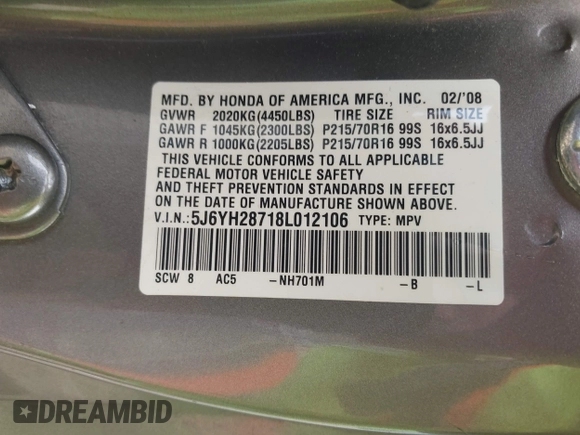 MFD. BY HONDA OF AMERICA MFG., INC. 02/'08
GVWR 2020KG(4450LBS) TIRE SIZE RIM SIZE
GAWR F 1045KG(2300LBS) P215/70R16 99S 16x6.5JJ
GAWR R 1000KG(2205LBS) P215/70R16 99S 16x6.5JJ
THIS VEHICLE CONFORMS TO ALL APPLICABLE
FEDERAL MOTOR VEHICLE SAFETY
AND THEFT PREVENTION STANDARDS IN EFFECT
ON THE DATE OF MANUFACTURE SHOWN ABOVE.
V.I.N.: 5J6YH28718L012106 TYPE: MPV
SCW 8 AC5 -NH701M -B -L
DREAMBID